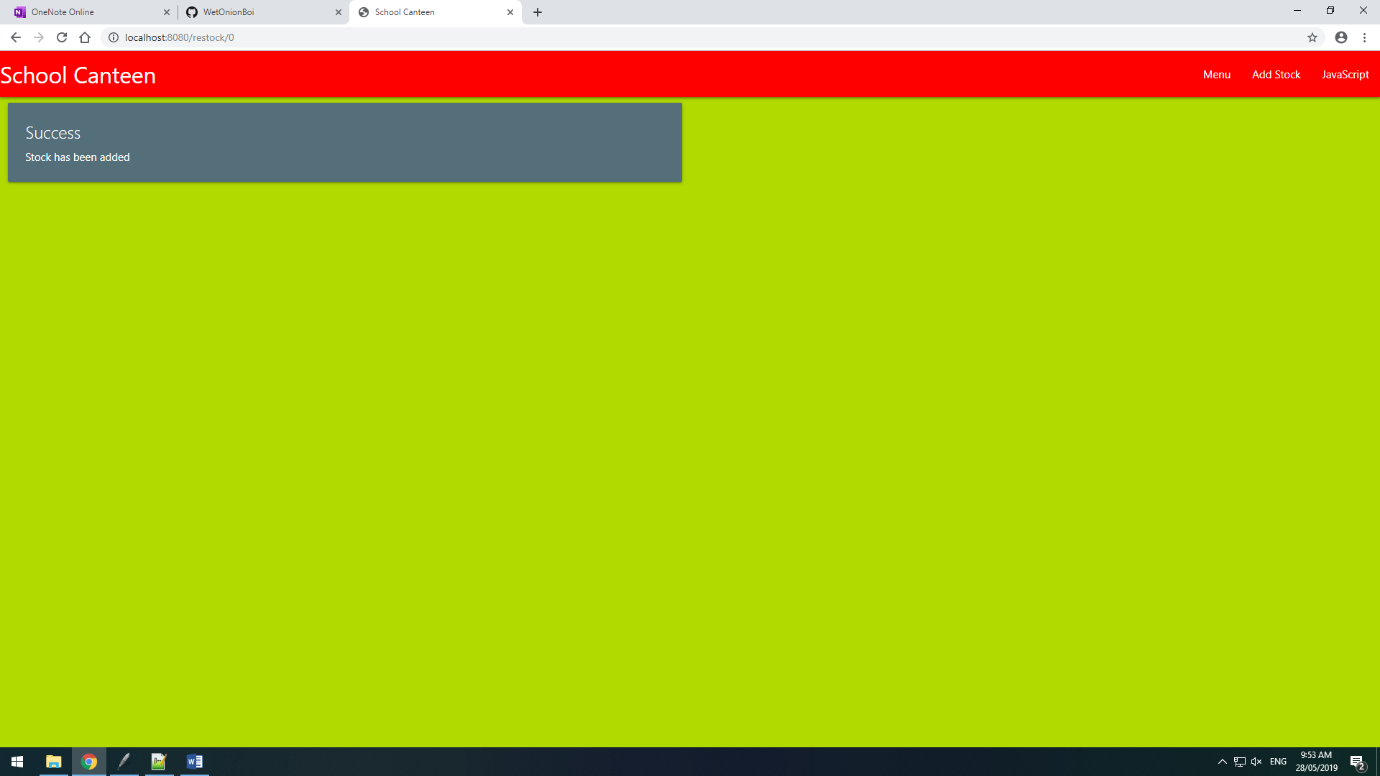 OneNote Online
WetOnionBoi
School Canteen
localhost:8080/restock/0
School Canteen
Menu
Add Stock
JavaScript
Success
Stock has been added
ENG
9:53 AM
28/05/2019
2